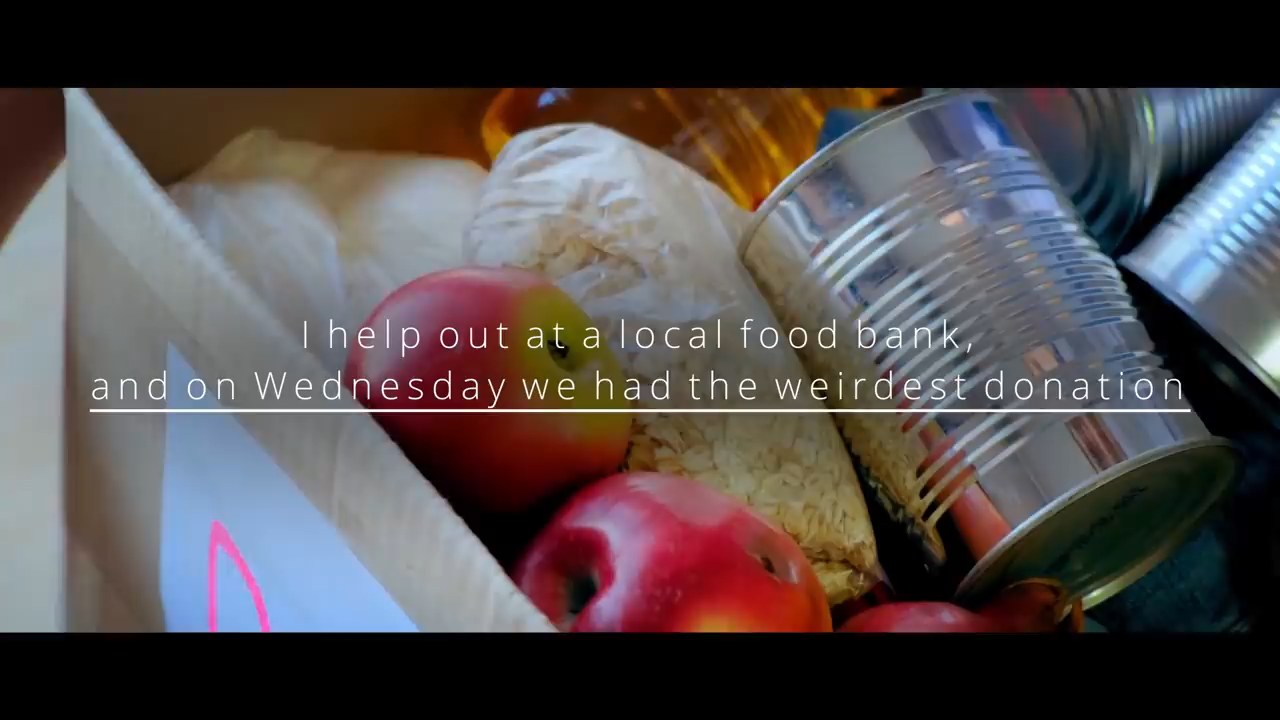 I help out at a local food bank,
and on Wednesday we had the weirdest donation